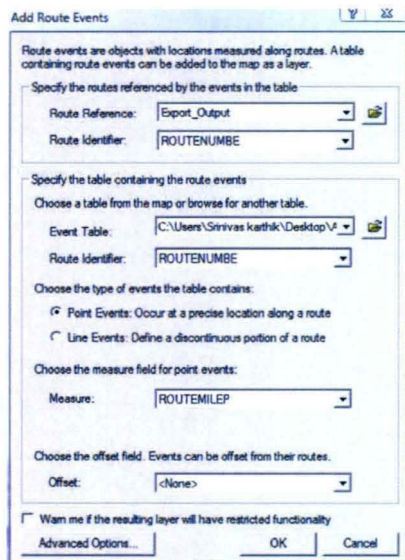 Add Route Events
Route events are objects with locations measured along routes. A table
containing route events can be added to the map as a layer.
Specify the routes referenced by the events in the table
Route Reference: Export_Output
Route Identifier: ROUTENUMBE
Specify the table containing the route events
Choose a table from the map or browse for another table.
Event Table: C:\Users\Srinivas karthik\Desktop\A
Route Identifier: ROUTENUMBE
Choose the type of events the table contains:
Point Events: Occur at a precise location along a route
Line Events: Define a discontinuous portion of a route
Choose the measure field for point events:
Measure: ROUTEMILEP
Choose the offset field. Events can be offset from their routes.
Offset: <None>
Warn me if the resulting layer will have restricted functionality
Advanced Options... OK Cancel